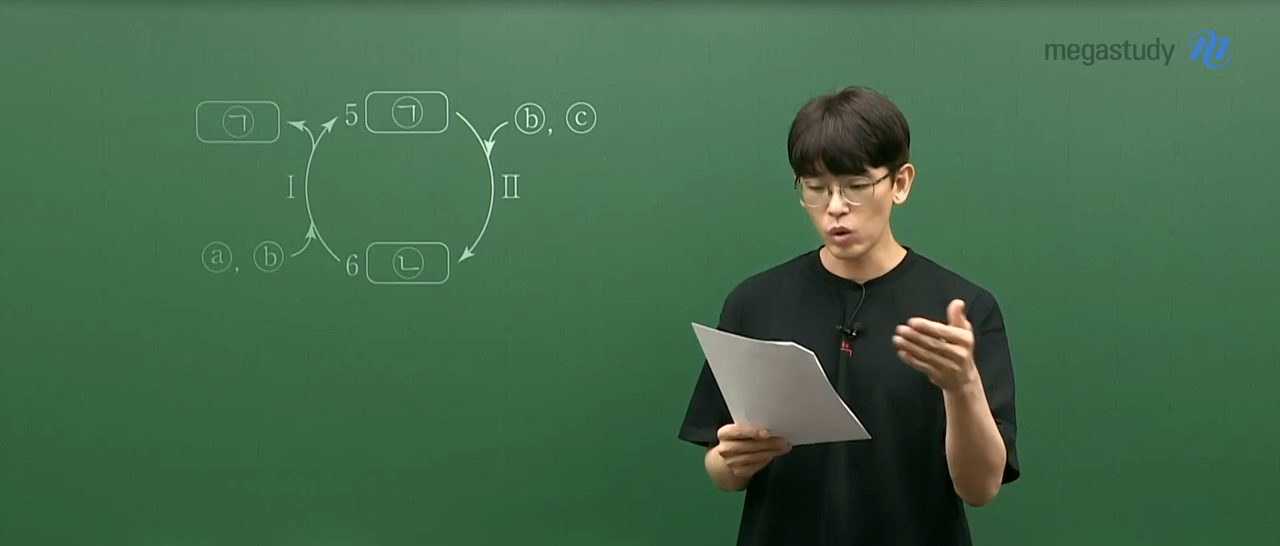 megastudy
㉠ 5 ㉠ ⓑ, ⓒ
Ⅰ Ⅱ
ⓐ, ⓑ 6 ㉡